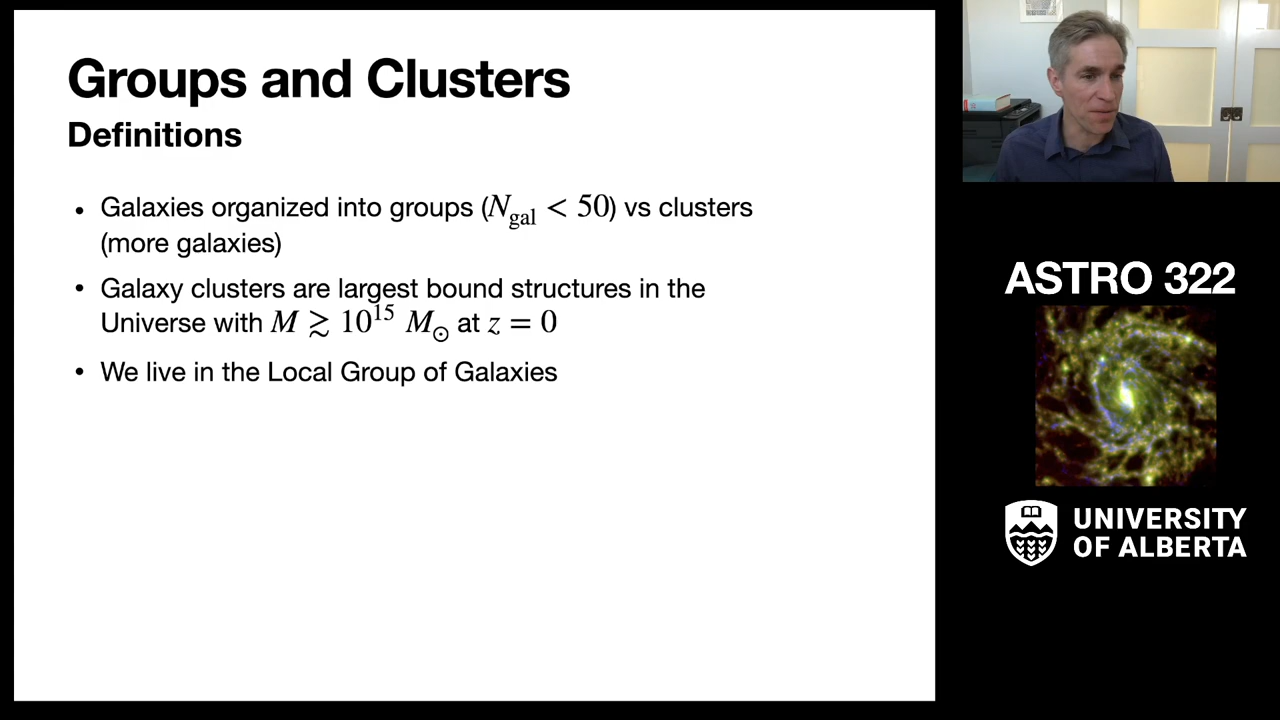 Groups and Clusters
Definitions
• Galaxies organized into groups (N_gal < 50) vs clusters
(more galaxies)
• Galaxy clusters are largest bound structures in the
Universe with M ≳ 10¹⁵ M_⊙ at z = 0
• We live in the Local Group of Galaxies
ASTRO 322
UNIVERSITY
OF ALBERTA